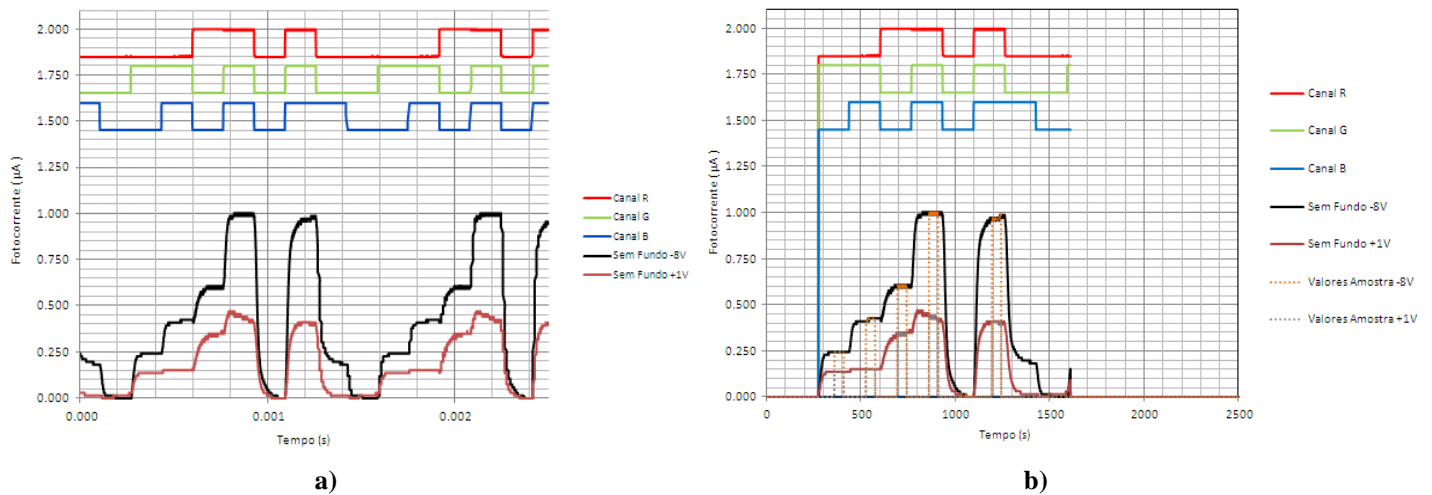 2.000
1.750
1.500
1.250
1.000
0.750
0.500
0.250
0.000
Fotocorrente ( µA )
0.000
0.001
0.002
Tempo (s)
Canal R
Canal G
Canal B
Sem Fundo -8V
Sem Fundo +1V
a)
2.000
1.750
1.500
1.250
1.000
0.750
0.500
0.250
0.000
Fotocorrente ( µA )
0
500
1000
1500
2000
2500
Tempo (s)
Canal R
Canal G
Canal B
Sem Fundo -8V
Sem Fundo +1V
Valores Amostra -8V
Valores Amostra +1V
b)